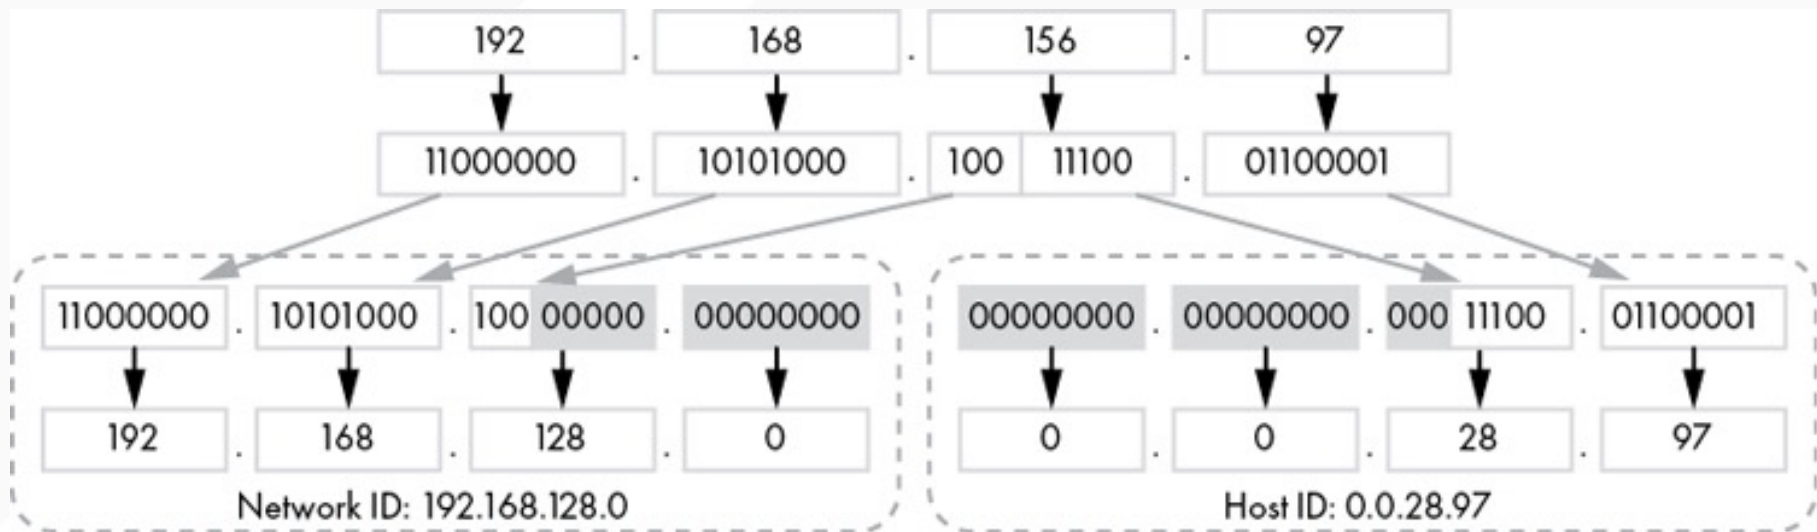 192 . 168 . 156 . 97
11000000 . 10101000 . 100 11100 . 01100001
11000000 . 10101000 . 100 00000 . 00000000
192 . 168 . 128 . 0
Network ID: 192.168.128.0
00000000 . 00000000 . 000 11100 . 01100001
0 . 0 . 28 . 97
Host ID: 0.0.28.97